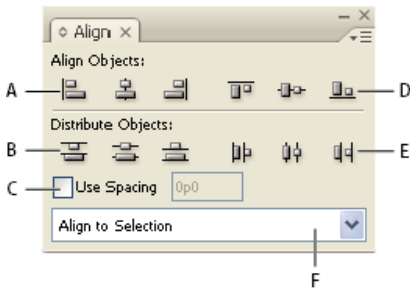 Align
Align Objects:
A
D
Distribute Objects:
B
E
C
Use Spacing
0p0
Align to Selection
F